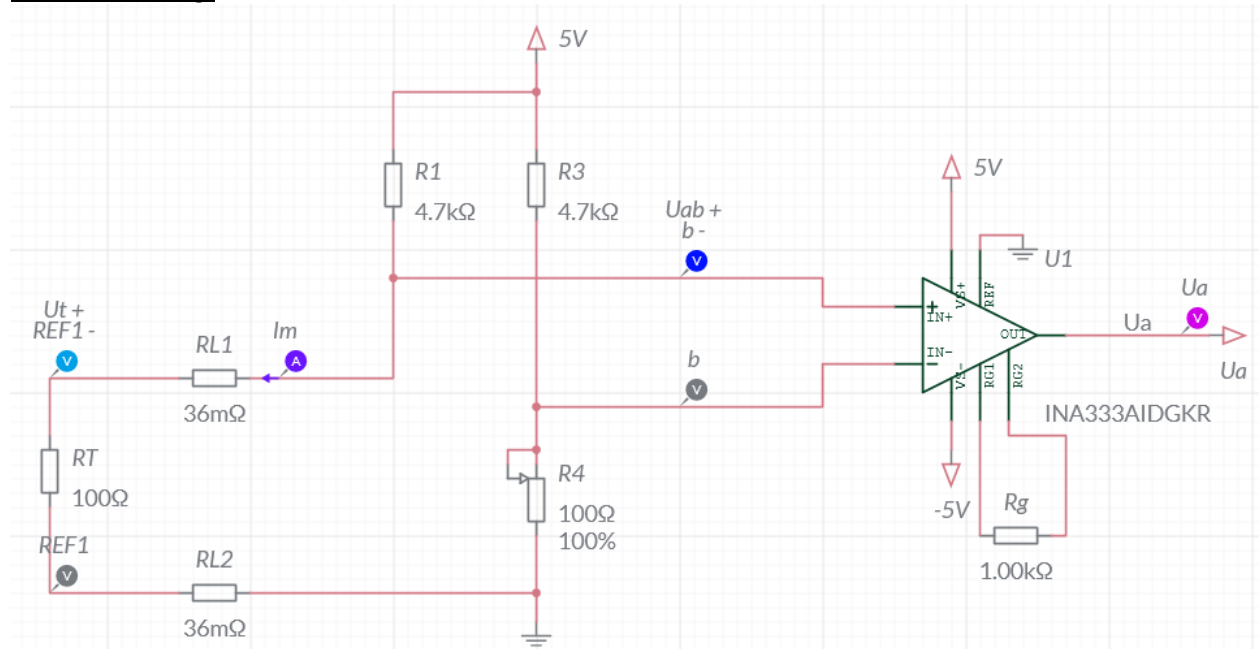 5V
R1
4.7kΩ
R3
4.7kΩ
5V
Uab +
b -
U1
VS+
REF
IN+
Ua
Ut +
REF1 -
RL1
Im
V
A
V
V
V
OUT
Ua
IN-
b
Ua
36mΩ
VS-
RG1
RG2
INA333AIDGKR
RT
100Ω
R4
100Ω
100%
-5V
Rg
REF1
V
RL2
1.00kΩ
36mΩ